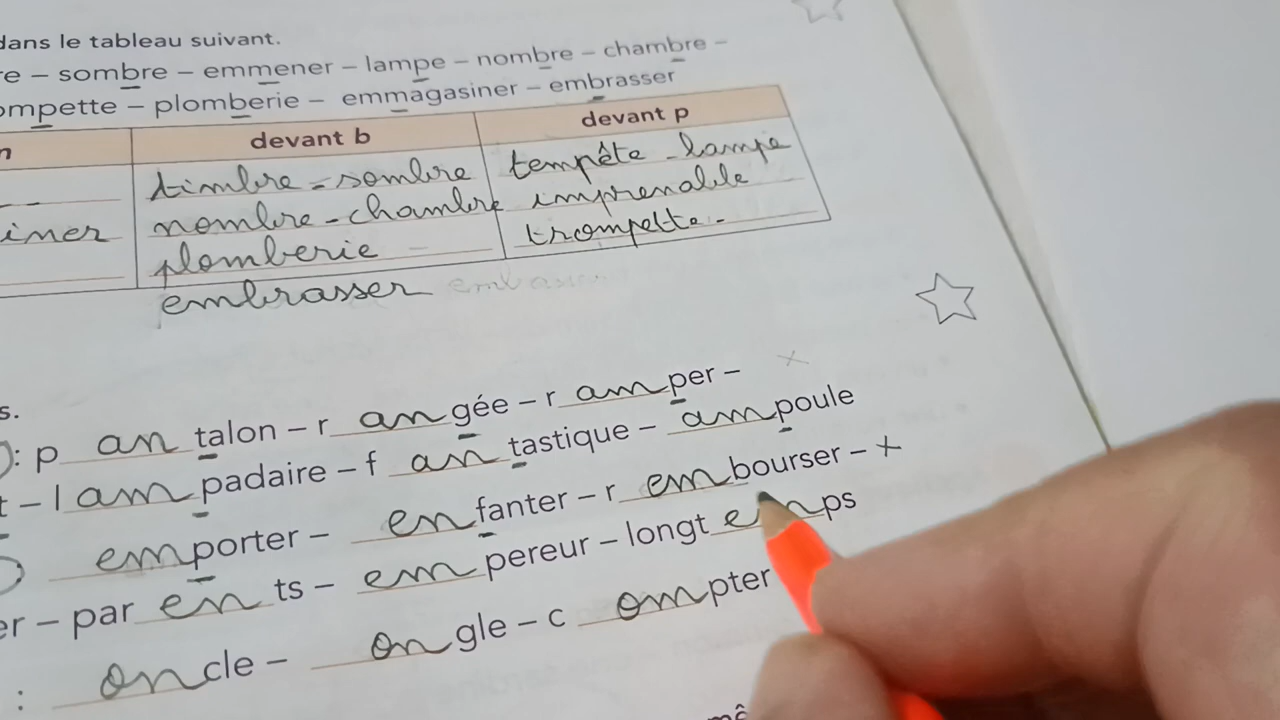 dans le tableau suivant.
re – sombre – emmener – lampe – nombre – chambre –
ompette – plomberie – emmagasiner – embrasser
devant b devant p
timbre - sombre tempête - lampe
iner nombre - chambre imprenable
plomberie trompette -
embrasser
s.
: p an talon – r an gée – r am per –
t – l am padaire – f an tastique – am poule
em porter – en fanter – r em bourser – x
er – par en ts – em pereur – longt em ps
: on cle – on gle – c om pter